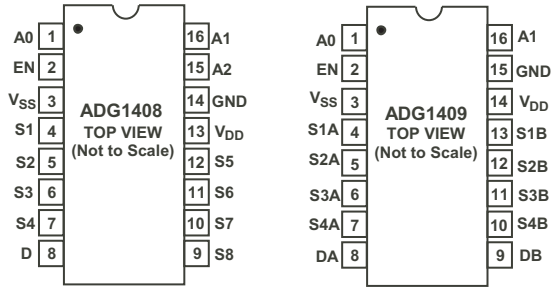 A0 1 16 A1
EN 2 15 A2
VSS 3 14 GND
S1 4 13 VDD
S2 5 12 S5
S3 6 11 S6
S4 7 10 S7
D 8 9 S8
ADG1408
TOP VIEW
(Not to Scale)
A0 1 16 A1
EN 2 15 GND
VSS 3 14 VDD
S1A 4 13 S1B
S2A 5 12 S2B
S3A 6 11 S3B
S4A 7 10 S4B
DA 8 9 DB
ADG1409
TOP VIEW
(Not to Scale)